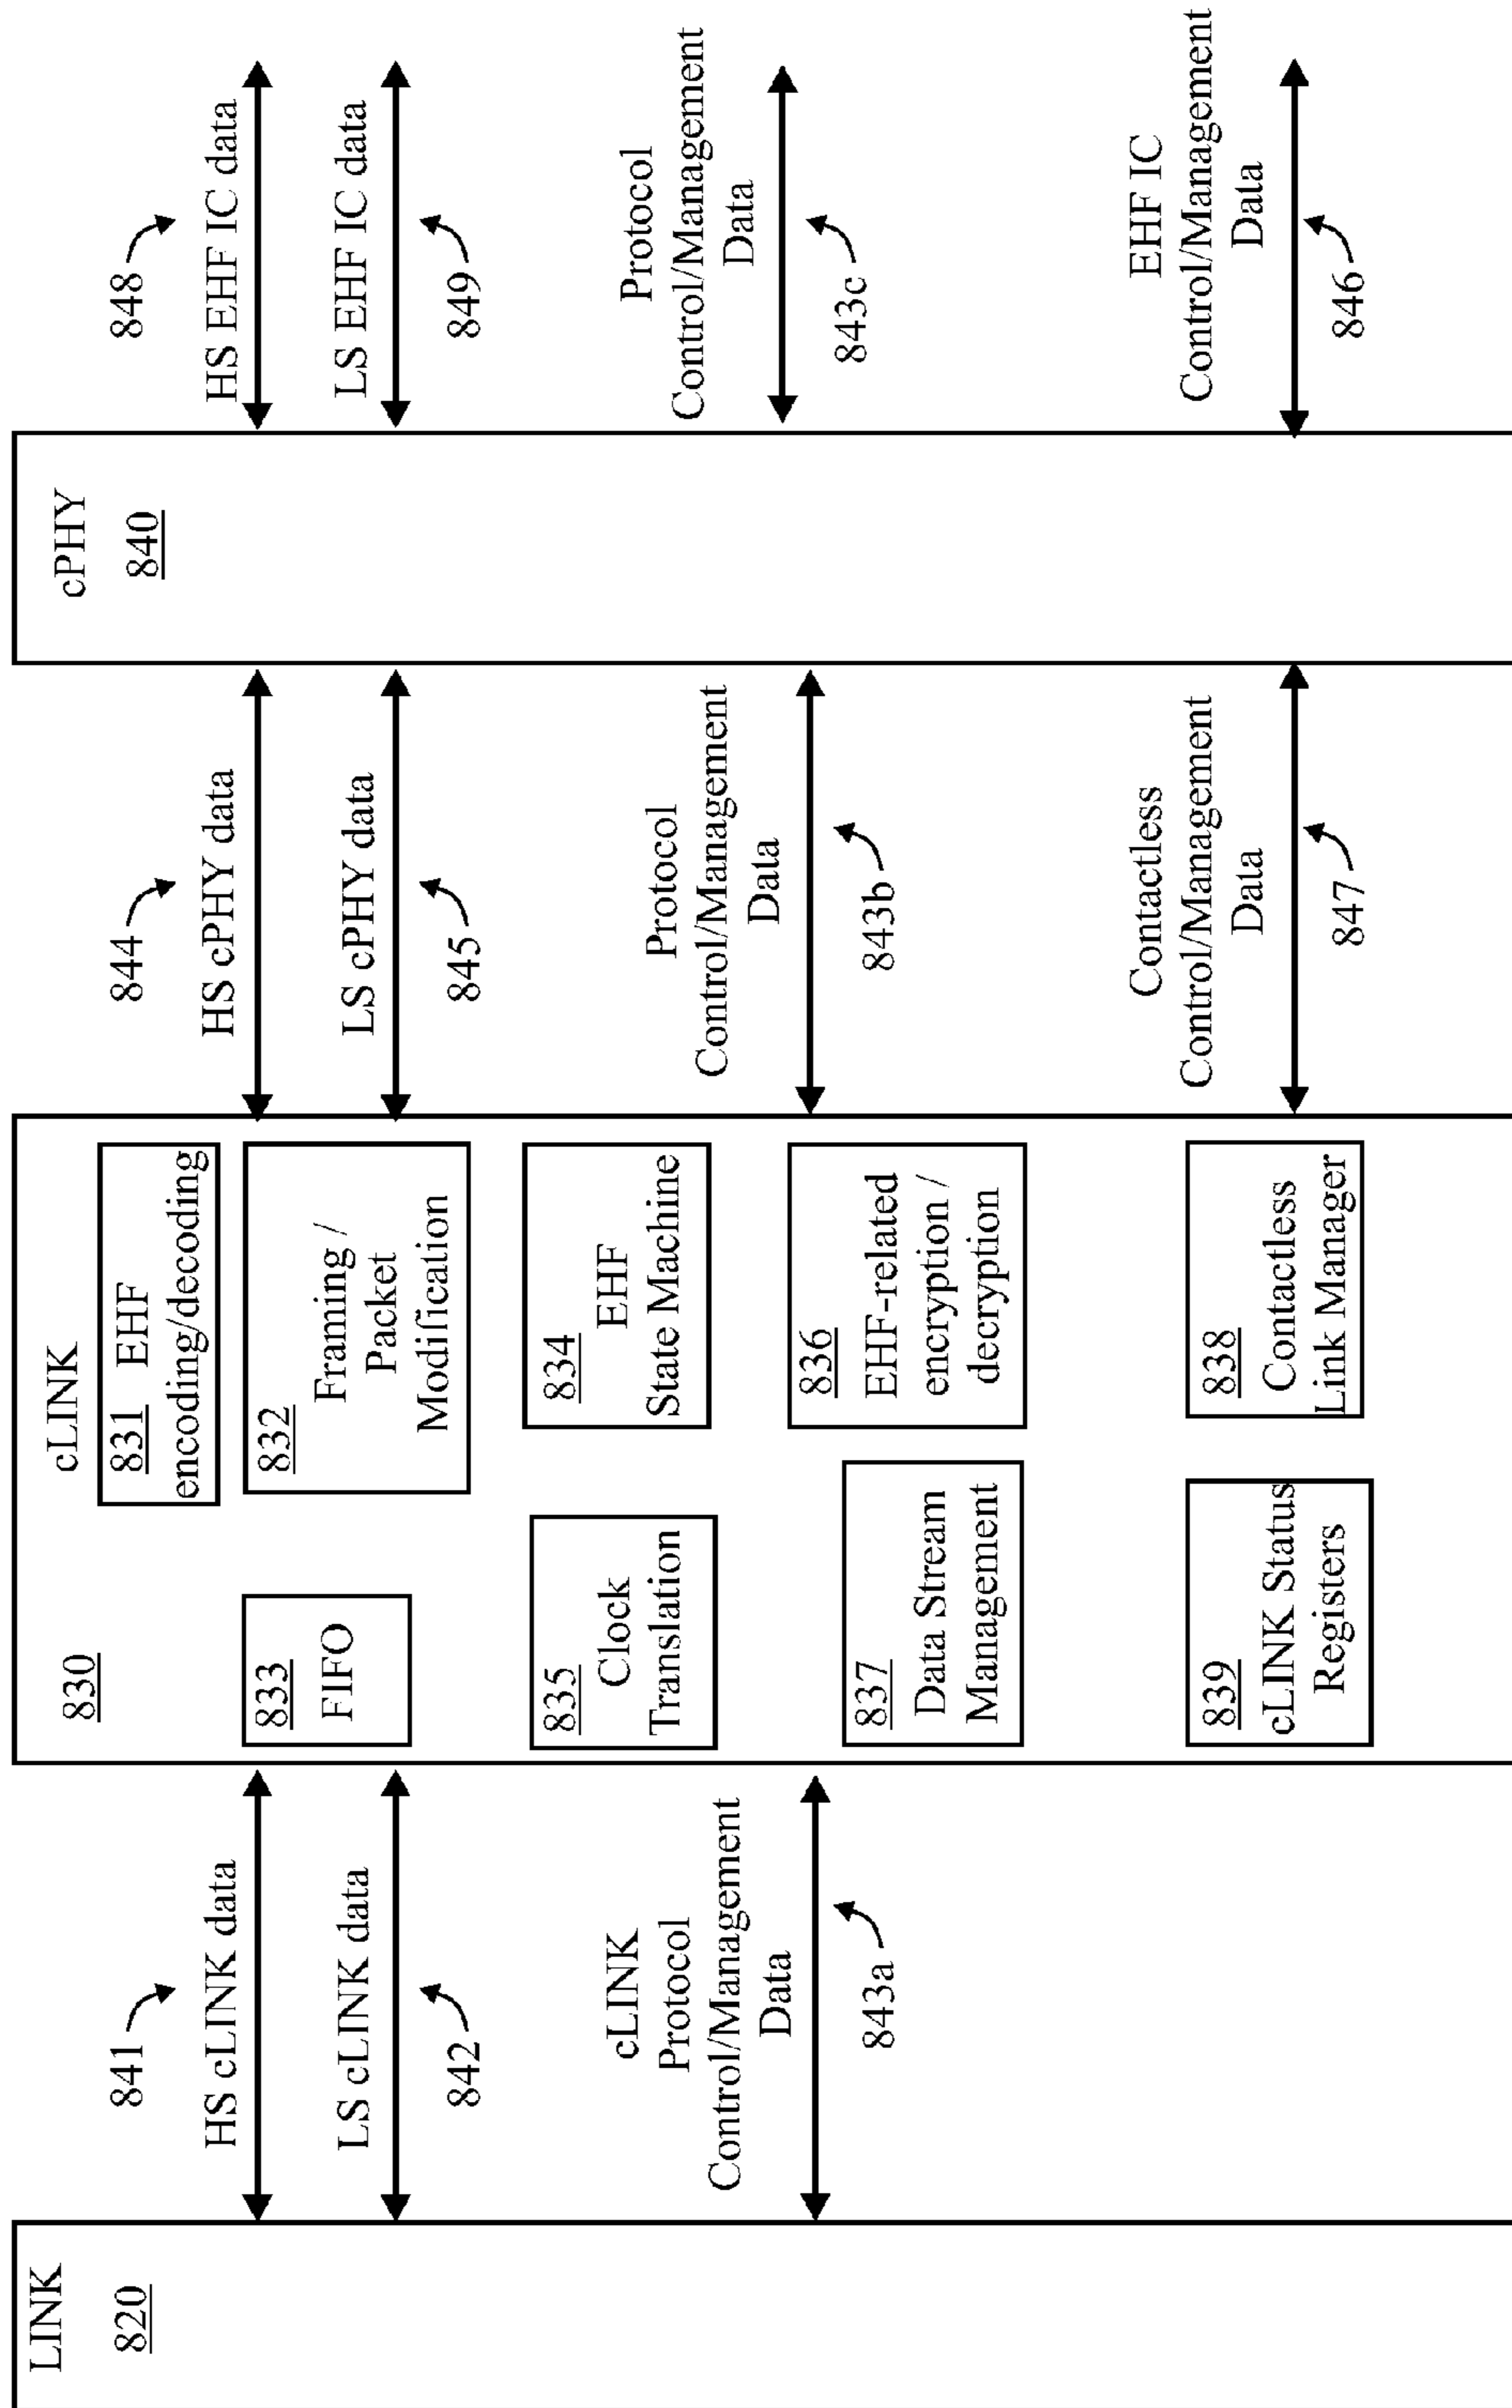 LINK
820
841
HS cLINK data
LS cLINK data
842
cLINK
Protocol
Control/Management
Data
843a
cLINK
830
831 EHF
encoding/decoding
833
FIFO
832
Framing /
Packet
Modification
835
Clock
Translation
834
EHF
State Machine
837
Data Stream
Management
836
EHF-related
encryption /
decryption
839
cLINK Status
Registers
838
Contactless
Link Manager
844
HS cPHY data
LS cPHY data
845
Protocol
Control/Management
Data
843b
Contactless
Control/Management
Data
847
cPHY
840
848
HS EHF IC data
LS EHF IC data
849
Protocol
Control/Management
Data
843c
EHF IC
Control/Management
Data
846